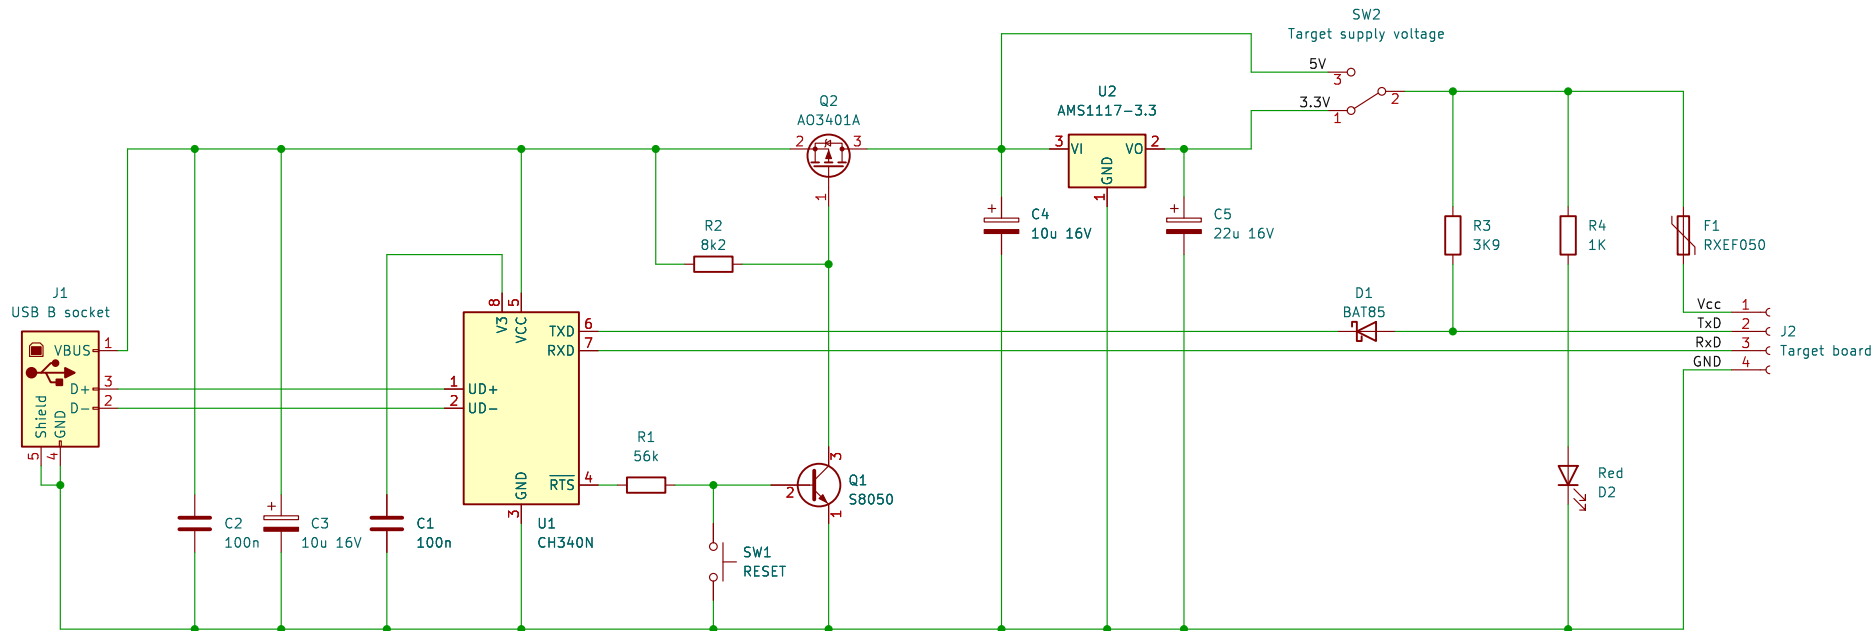 SW2
Target supply voltage
5V
3
3.3V
1
2
Q2
AO3401A
2
3
1
U2
AMS1117-3.3
3
VI
VO
2
GND
1
R2
8k2
C4
10u 16V
C5
22u 16V
R3
3K9
R4
1K
F1
RXEF050
J1
USB B socket
VBUS
1
D+
3
D-
2
Shield
GND
5
4
8
5
V3
VCC
TXD
6
RXD
7
1
UD+
2
UD-
GND
RTS
4
3
U1
CH340N
D1
BAT85
Vcc
1
TxD
2
J2
RxD
3
Target board
GND
4
R1
56k
3
2
Q1
S8050
1
Red
D2
C2
100n
C3
10u 16V
C1
100n
SW1
RESET